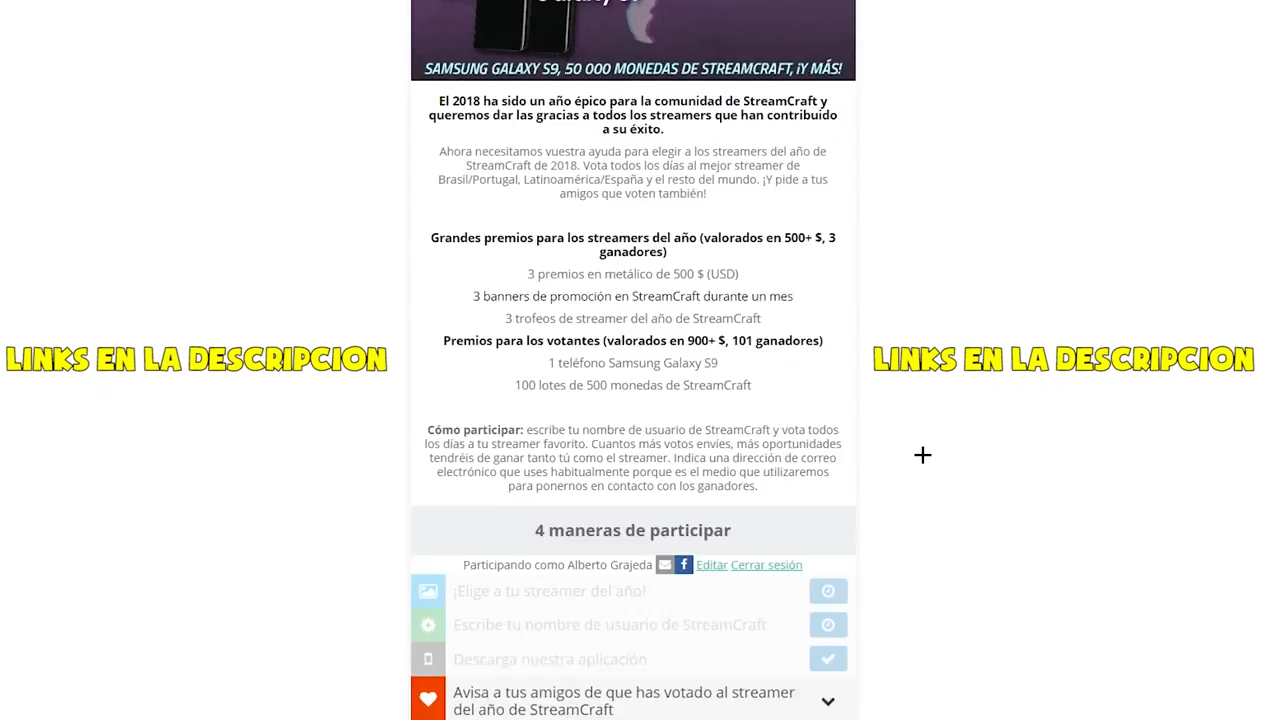 SAMSUNG GALAXY S9, 50 000 MONEDAS DE STREAMCRAFT, ¡Y MÁS!
El 2018 ha sido un año épico para la comunidad de StreamCraft y
queremos dar las gracias a todos los streamers que han contribuido
a su éxito.
Ahora necesitamos vuestra ayuda para elegir a los streamers del año de
StreamCraft de 2018. Vota todos los días al mejor streamer de
Brasil/Portugal, Latinoamérica/España y el resto del mundo. ¡Y pide a tus
amigos que voten también!
Grandes premios para los streamers del año (valorados en 500+ $, 3
ganadores)
3 premios en metálico de 500 $ (USD)
3 banners de promoción en StreamCraft durante un mes
3 trofeos de streamer del año de StreamCraft
Premios para los votantes (valorados en 900+ $, 101 ganadores)
LINKS EN LA DESCRIPCION
LINKS EN LA DESCRIPCION
1 teléfono Samsung Galaxy S9
100 lotes de 500 monedas de StreamCraft
Cómo participar: escribe tu nombre de usuario de StreamCraft y vota todos
los días a tu streamer favorito. Cuantos más votos envíes, más oportunidades
tendréis de ganar tanto tú como el streamer. Indica una dirección de correo
electrónico que uses habitualmente porque es el medio que utilizaremos
para ponernos en contacto con los ganadores.
4 maneras de participar
Participando como Alberto Grajeda f Editar Cerrar sesión
¡Elige a tu streamer del año!
Escribe tu nombre de usuario de StreamCraft
Descarga nuestra aplicación
Avisa a tus amigos de que has votado al streamer
del año de StreamCraft